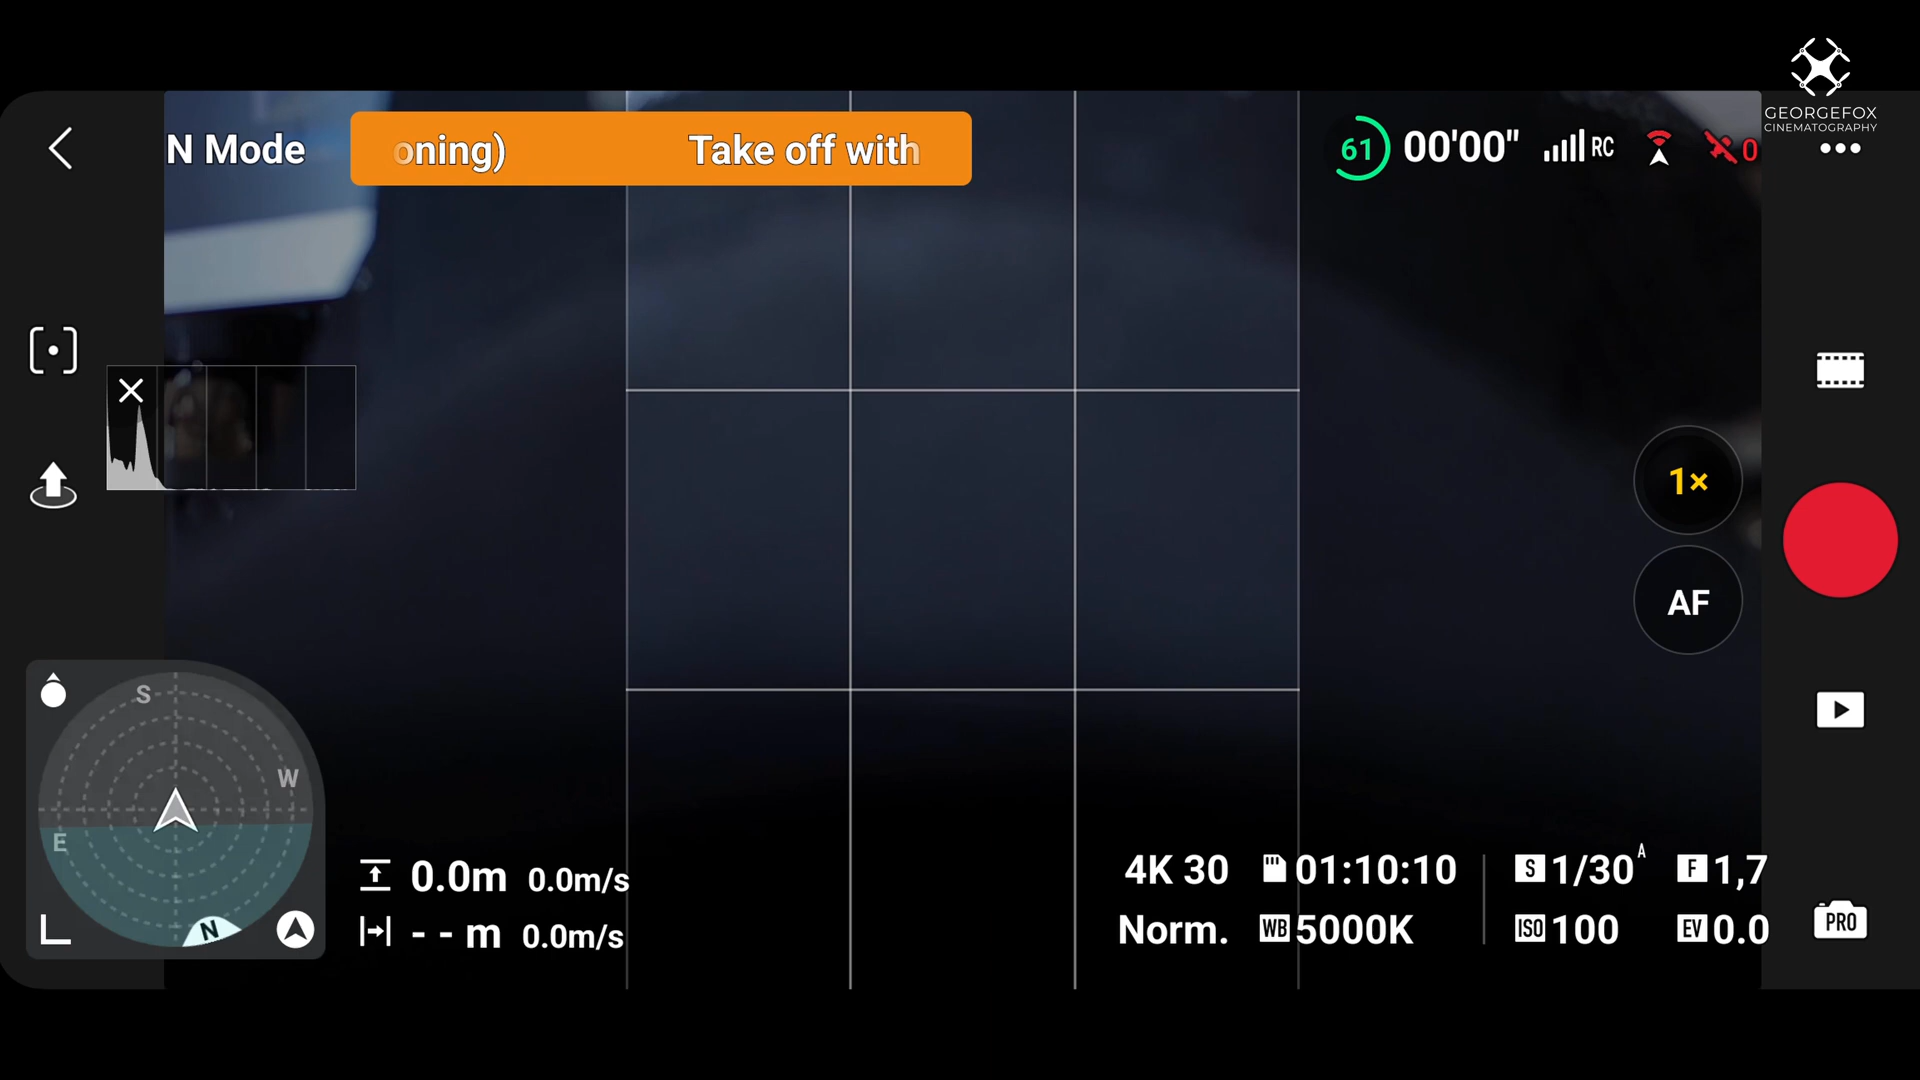 GEORGEFOX
CINEMATOGRAPHY
N Mode
oning) Take off with
61
00'00"
RC
0
1×
AF
S
W
E
N
0.0m 0.0m/s
- - m 0.0m/s
4K 30
01:10:10
S 1/30 A
F 1,7
Norm.
WB 5000K
ISO 100
EV 0.0
PRO